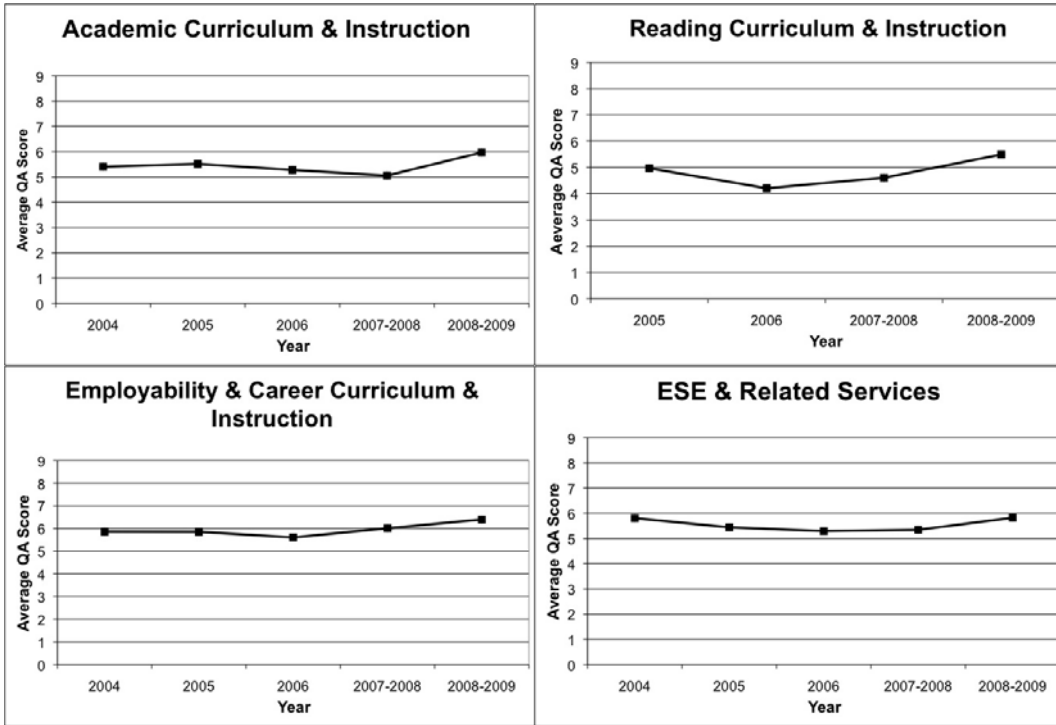 Academic Curriculum & Instruction
Average QA Score
9
8
7
6
5
4
3
2
1
0
2004 2005 2006 2007-2008 2008-2009
Year
Reading Curriculum & Instruction
Aeverage QA Score
9
8
7
6
5
4
3
2
1
0
2005 2006 2007-2008 2008-2009
Year
Employability & Career Curriculum &
Instruction
Average QA Score
9
8
7
6
5
4
3
2
1
0
2004 2005 2006 2007-2008 2008-2009
Year
ESE & Related Services
Average QA Score
9
8
7
6
5
4
3
2
1
0
2004 2005 2006 2007-2008 2008-2009
Year